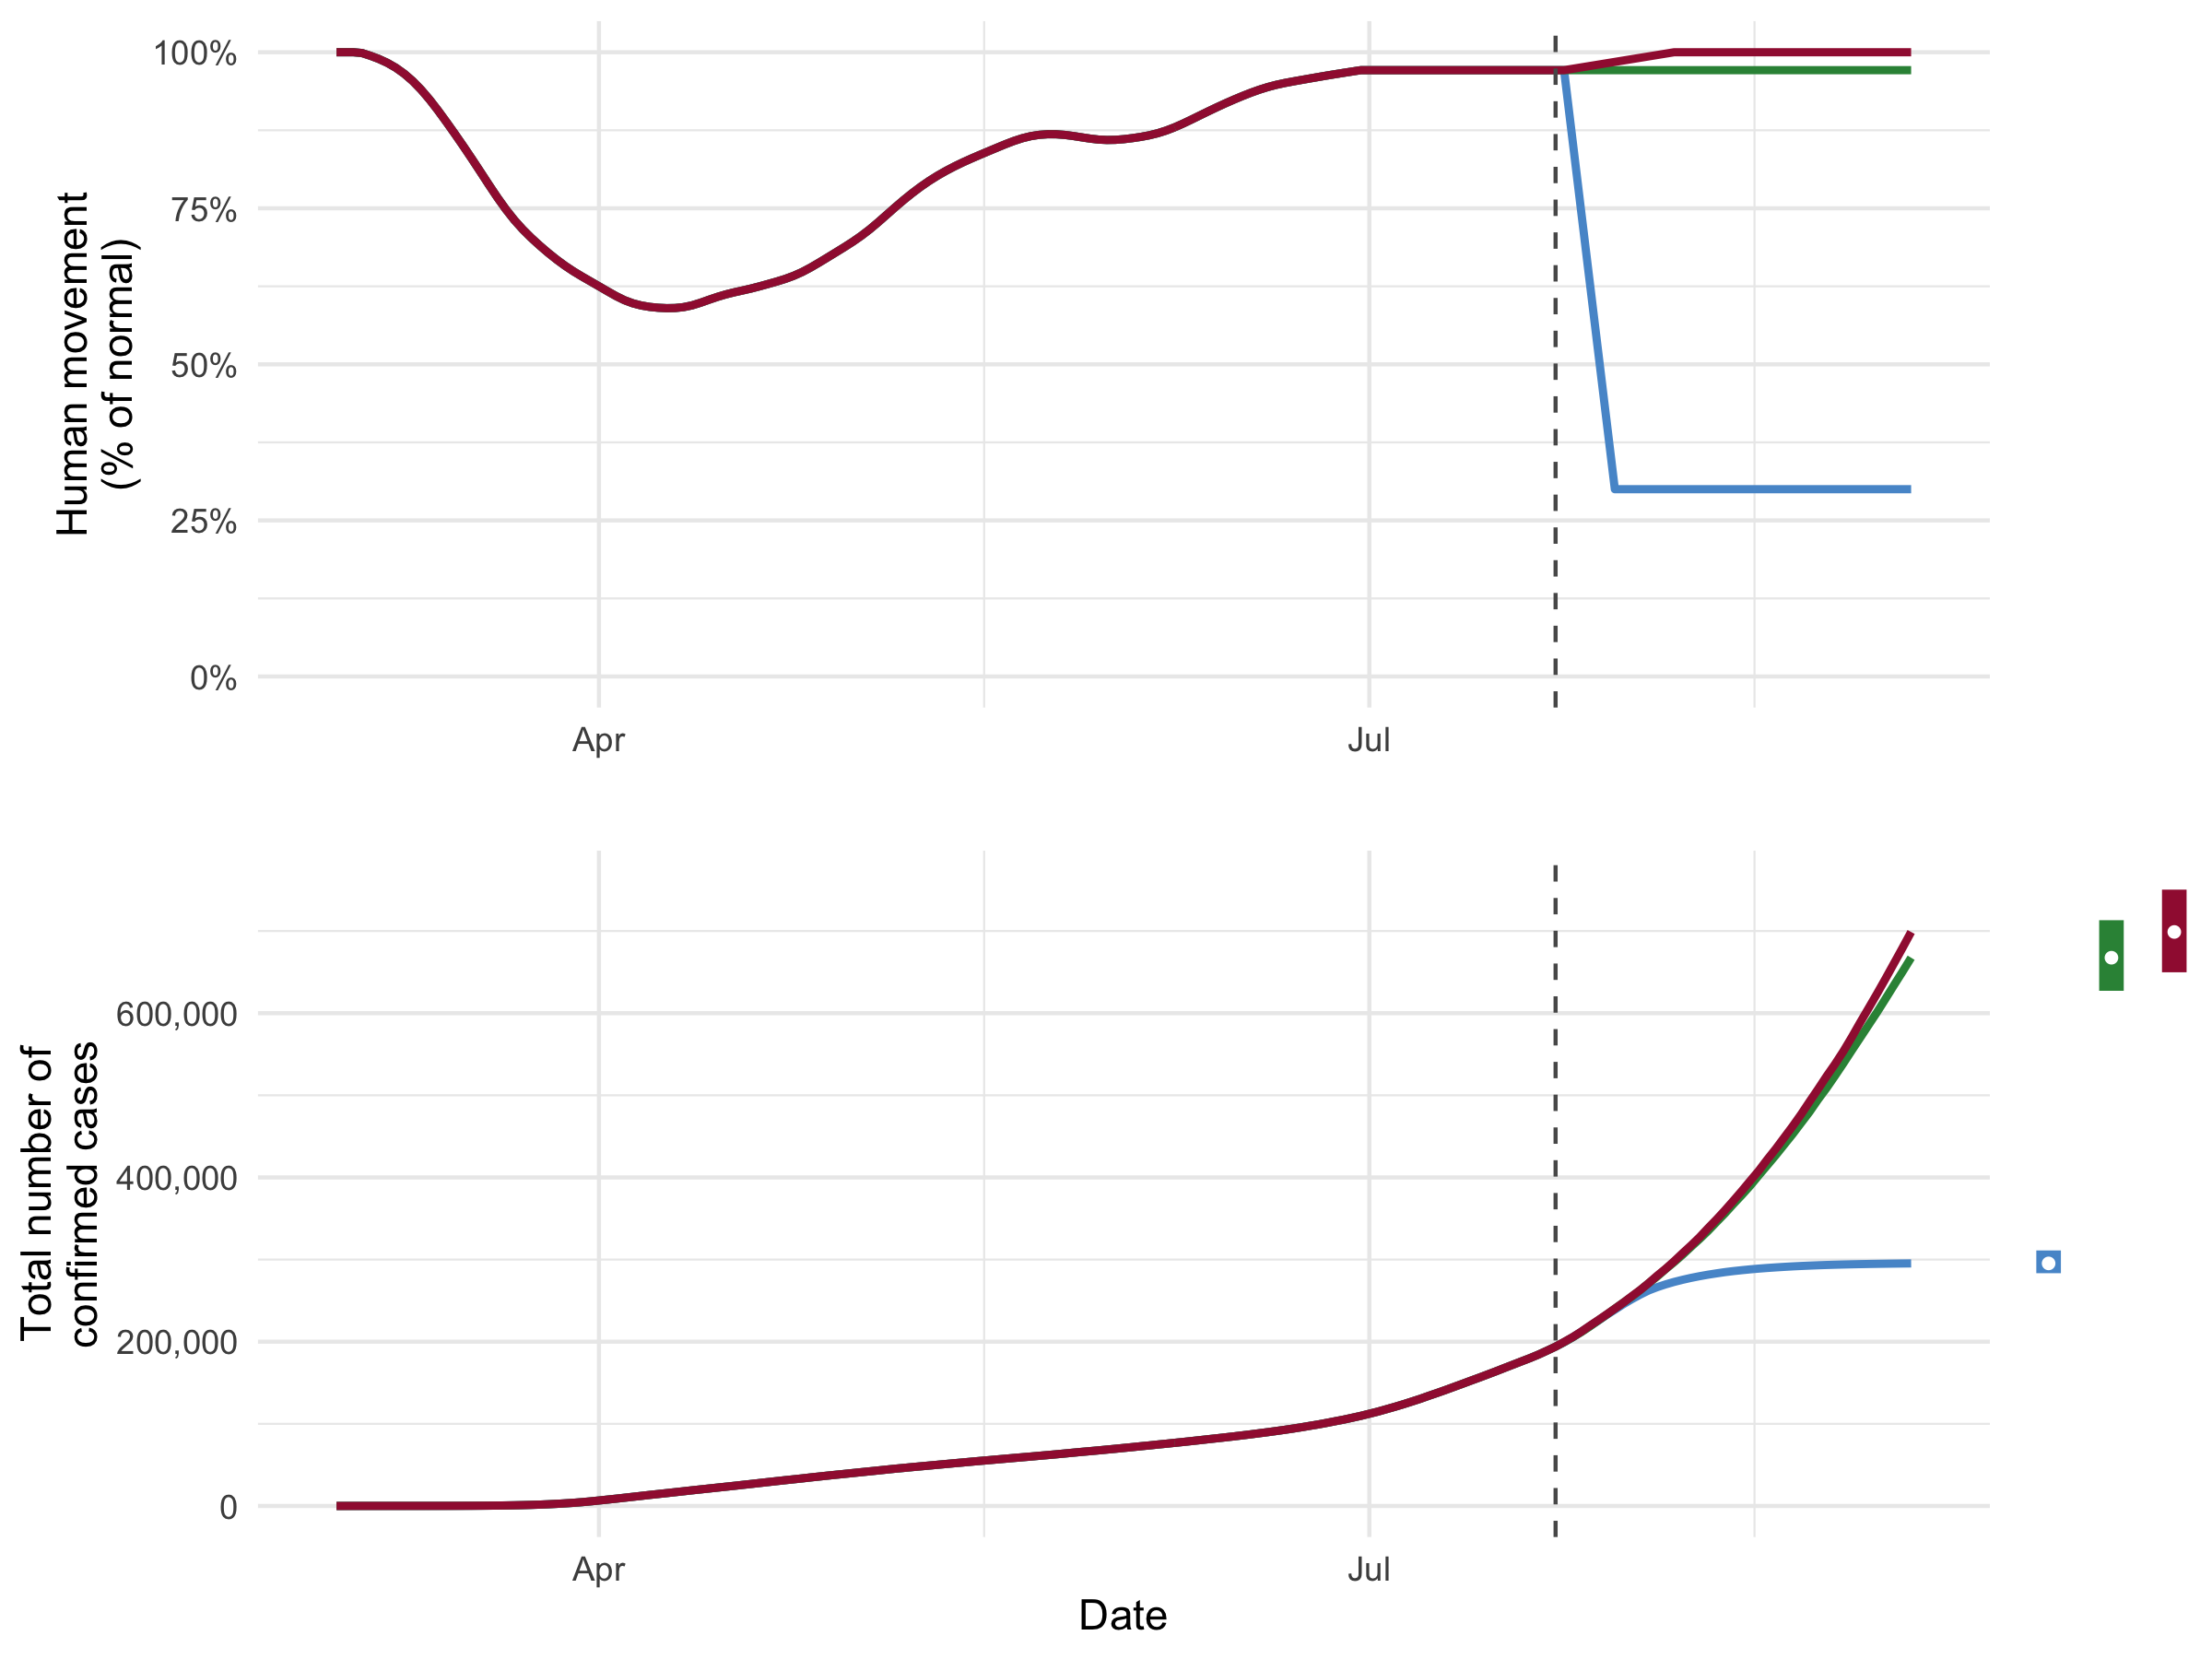 Human movement
(% of normal)
100%
75%
50%
25%
0%
Apr
Jul
Total number of
confirmed cases
600,000
400,000
200,000
0
Apr
Jul
Date